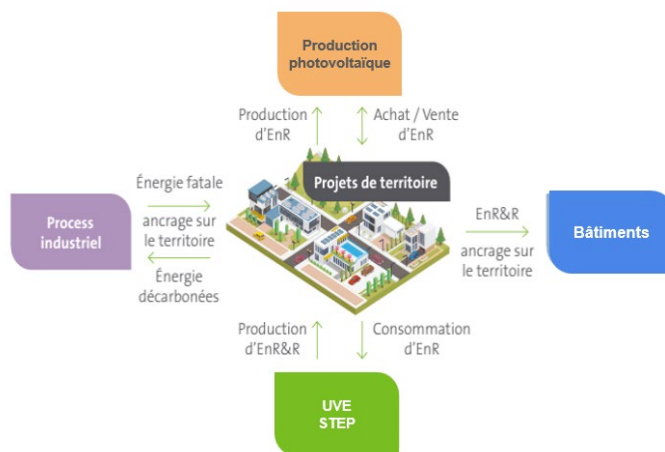 Production
photovoltaïque
Production
d'EnR
Achat / Vente
d'EnR
Projets de territoire
Énergie fatale
ancrage sur
le territoire
Énergie
décarbonées
Process
industriel
EnR&R
ancrage sur
le territoire
Bâtiments
Production
d'EnR&R
Consommation
d'EnR
UVE
STEP